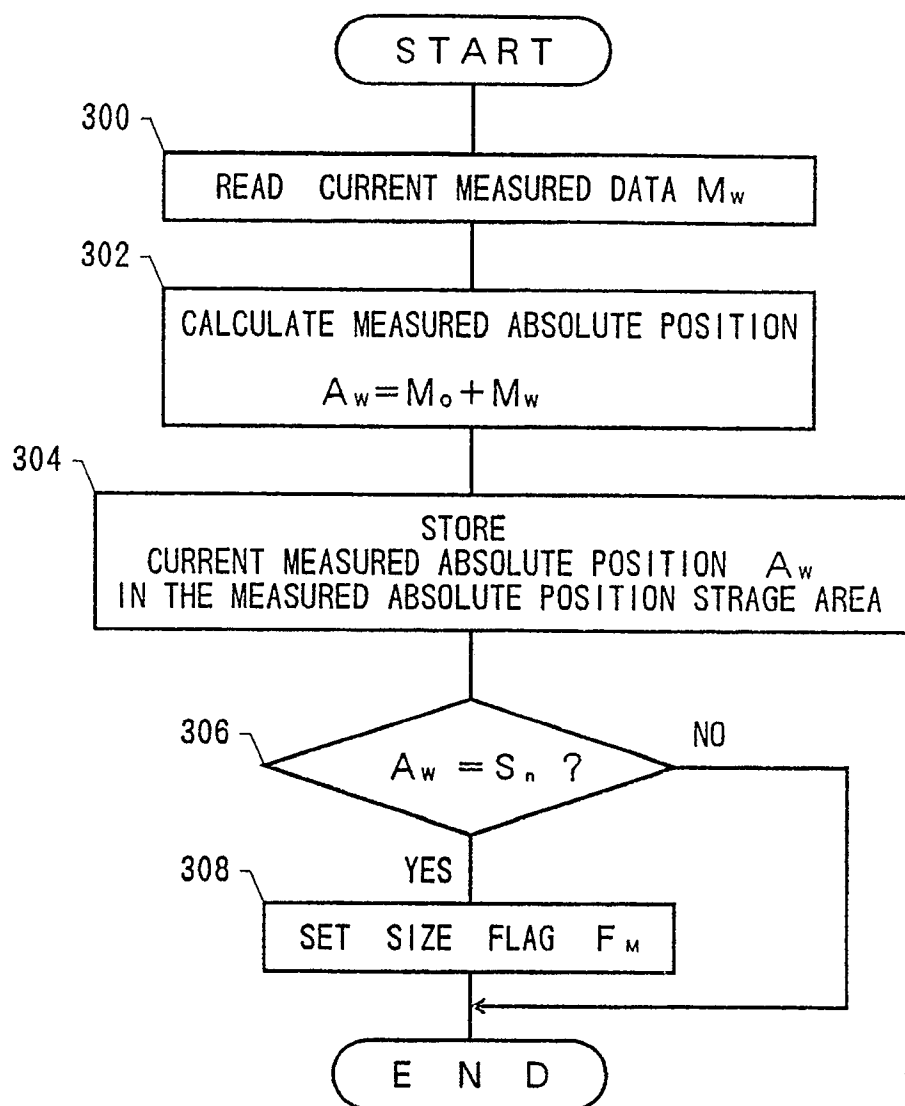 START
300
READ CURRENT MEASURED DATA Mw
302
CALCULATE MEASURED ABSOLUTE POSITION
Aw=Mo+Mw
304
STORE
CURRENT MEASURED ABSOLUTE POSITION Aw
IN THE MEASURED ABSOLUTE POSITION STRAGE AREA
306
Aw=Sn ?
NO
YES
308
SET SIZE FLAG FM
END